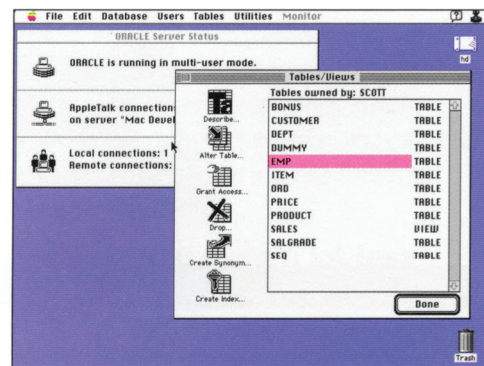 File Edit Database Users Tables Utilities Monitor
ORACLE Server Status
ORACLE is running in multi-user mode.
AppleTalk connection
on server "Mac Devel
Local connections: 1
Remote connections:
hd
Tables/Views
Tables owned by: SCOTT
Describe...
Alter Table...
Grant Access...
Drop...
Create Synonym...
Create Index...
BONUS TABLE
CUSTOMER TABLE
DEPT TABLE
DUMMY TABLE
EMP TABLE
ITEM TABLE
ORD TABLE
PRICE TABLE
PRODUCT TABLE
SALES VIEW
SALGRADE TABLE
SEQ TABLE
Done
Trash